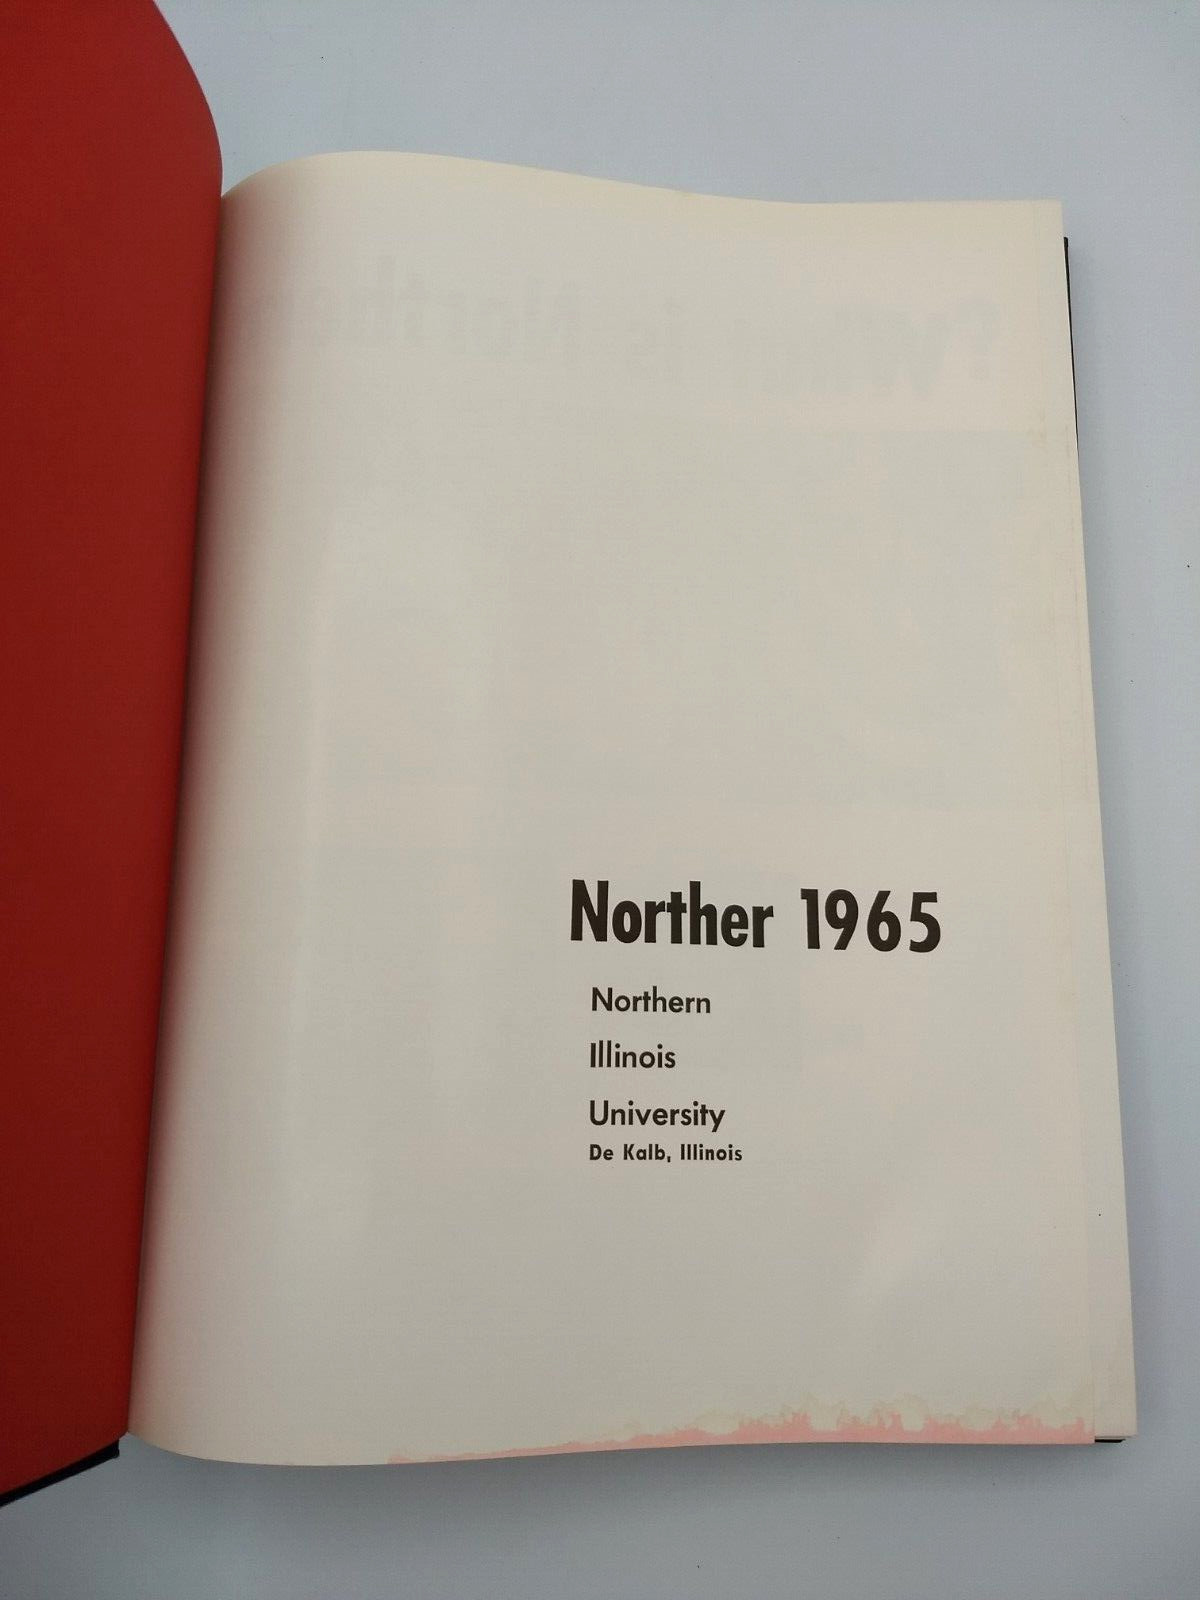 Norther 1965
Northern
Illinois
University
De Kalb, Illinois